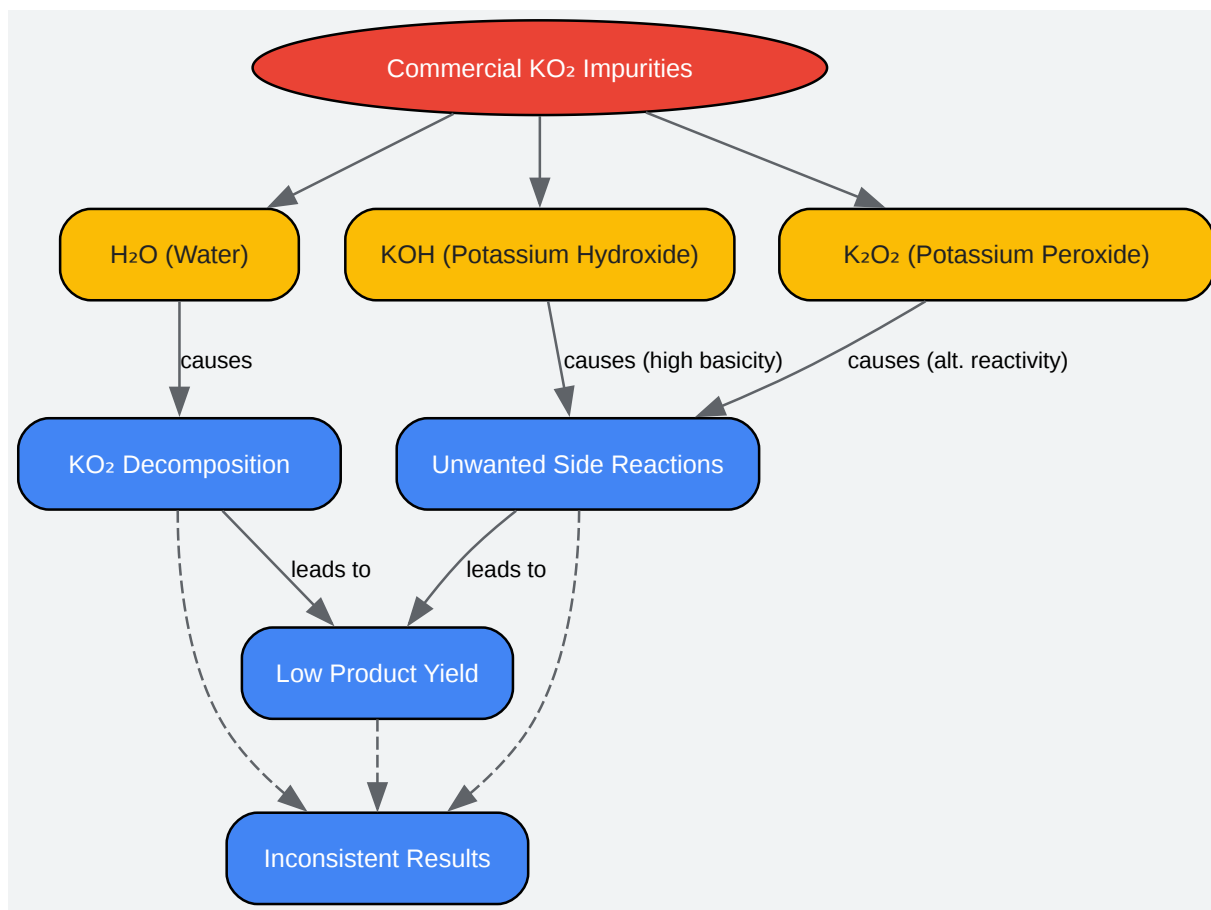 Commercial KO₂ Impurities
H₂O (Water)
KOH (Potassium Hydroxide)
K₂O₂ (Potassium Peroxide)
causes
causes (high basicity)
causes (alt. reactivity)
KO₂ Decomposition
Unwanted Side Reactions
leads to
leads to
Low Product Yield
Inconsistent Results